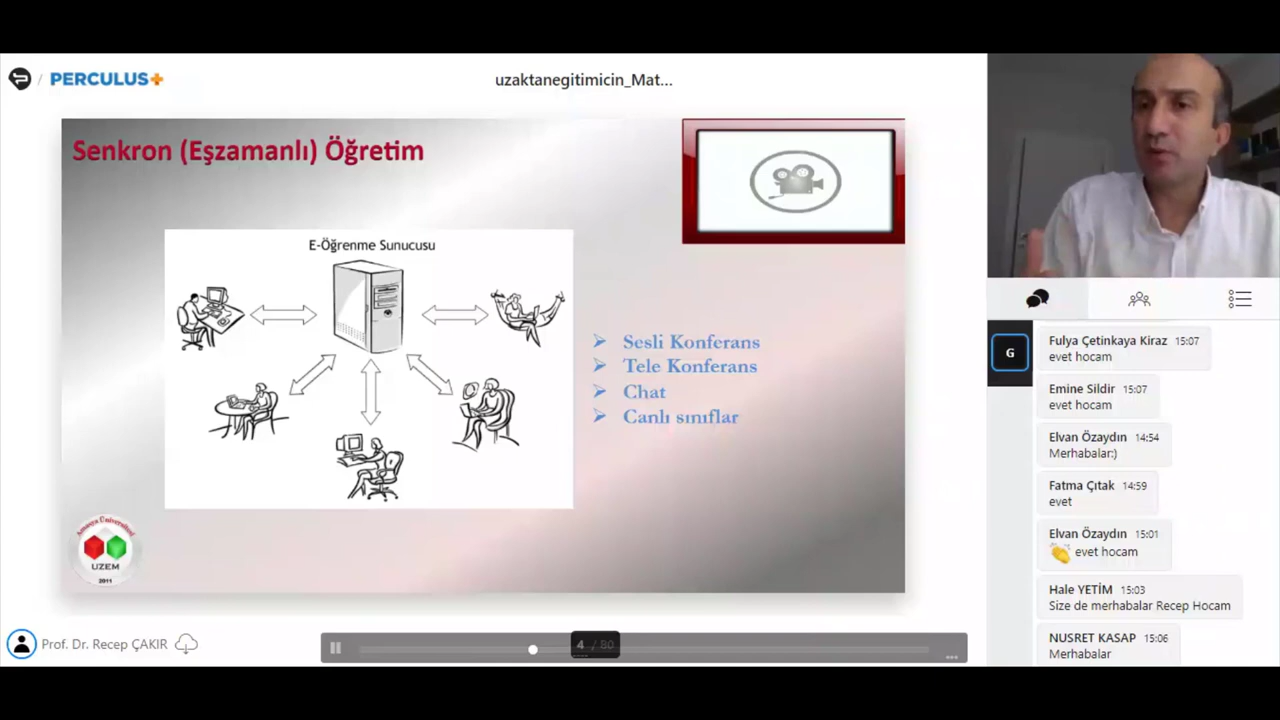 / PERCULUS+
uzaktanegitimicin_Mat...
Senkron (Eşzamanlı) Öğretim
E-Öğrenme Sunucusu
Sesli Konferans
Tele Konferans
Chat
Canlı sınıflar
Amasya Üniversitesi
UZEM
2011
Prof. Dr. Recep ÇAKIR
4 / 80
G
Fulya Çetinkaya Kiraz 15:07
evet hocam
Emine Sildir 15:07
evet hocam
Elvan Özaydın 14:54
Merhabalar:)
Fatma Çıtak 14:59
evet
Elvan Özaydın 15:01
👏 evet hocam
Hale YETİM 15:03
Size de merhabalar Recep Hocam
NUSRET KASAP 15:06
Merhabalar